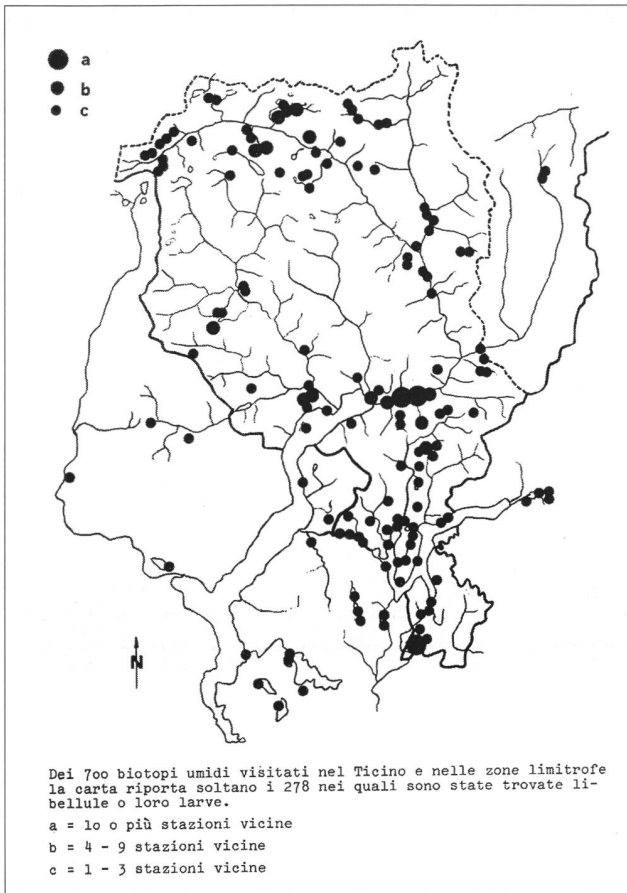 a
b
c
N
Dei 7oo biotopi umidi visitati nel Ticino e nelle zone limitrofe
la carta riporta soltano i 278 nei quali sono state trovate li-
bellule o loro larve.
a = 1o o più stazioni vicine
b = 4 - 9 stazioni vicine
c = 1 - 3 stazioni vicine